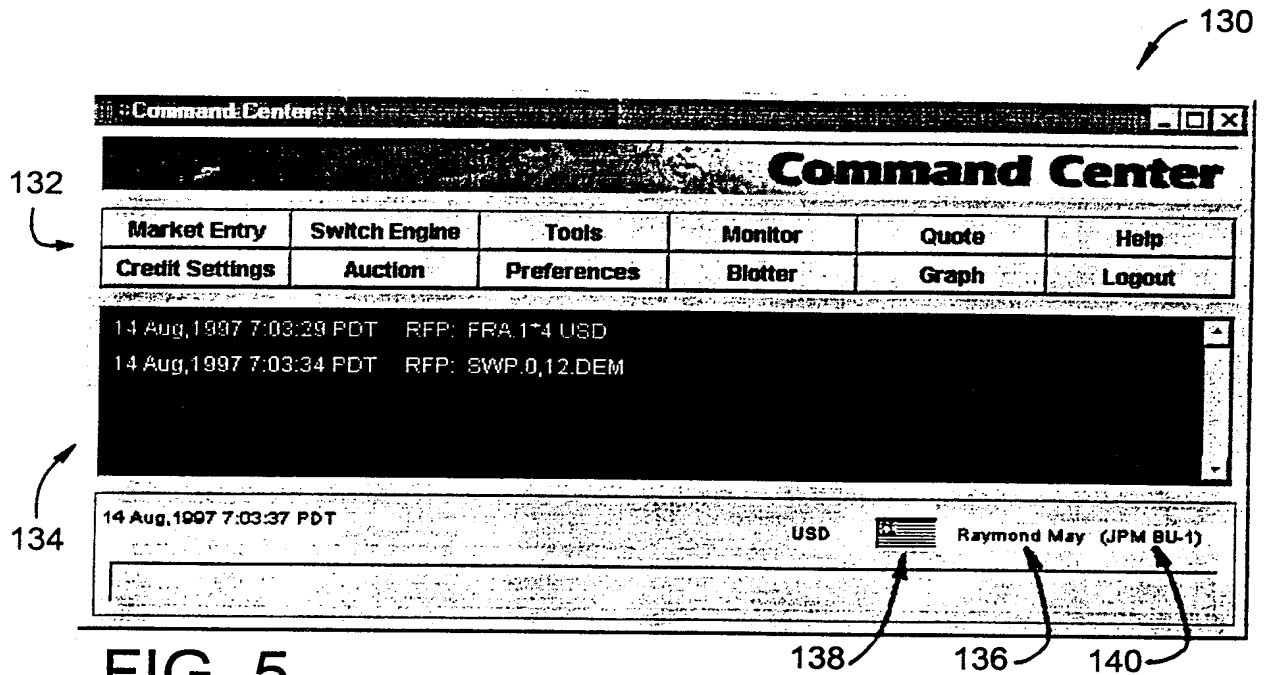 130
Command Center
Command Center
132
Market Entry Switch Engine Tools Monitor Quote Help
Credit Settings Auction Preferences Blotter Graph Logout
14 Aug,1997 7:03:29 PDT RFP: FRA.1*4.USD
14 Aug,1997 7:03:34 PDT RFP: SWP.0,12.DEM
134
14 Aug,1997 7:03:37 PDT
USD Raymond May (JPM BU-1)
138 136 140
FIG. 5